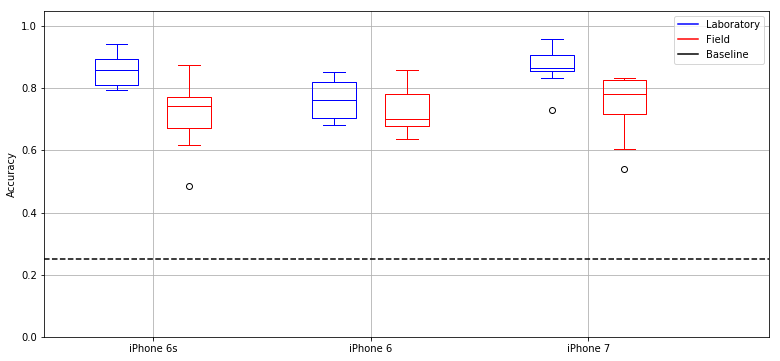 1.0
0.8
0.6
0.4
0.2
0.0
Accuracy
Laboratory
Field
Baseline
iPhone 6s
iPhone 6
iPhone 7